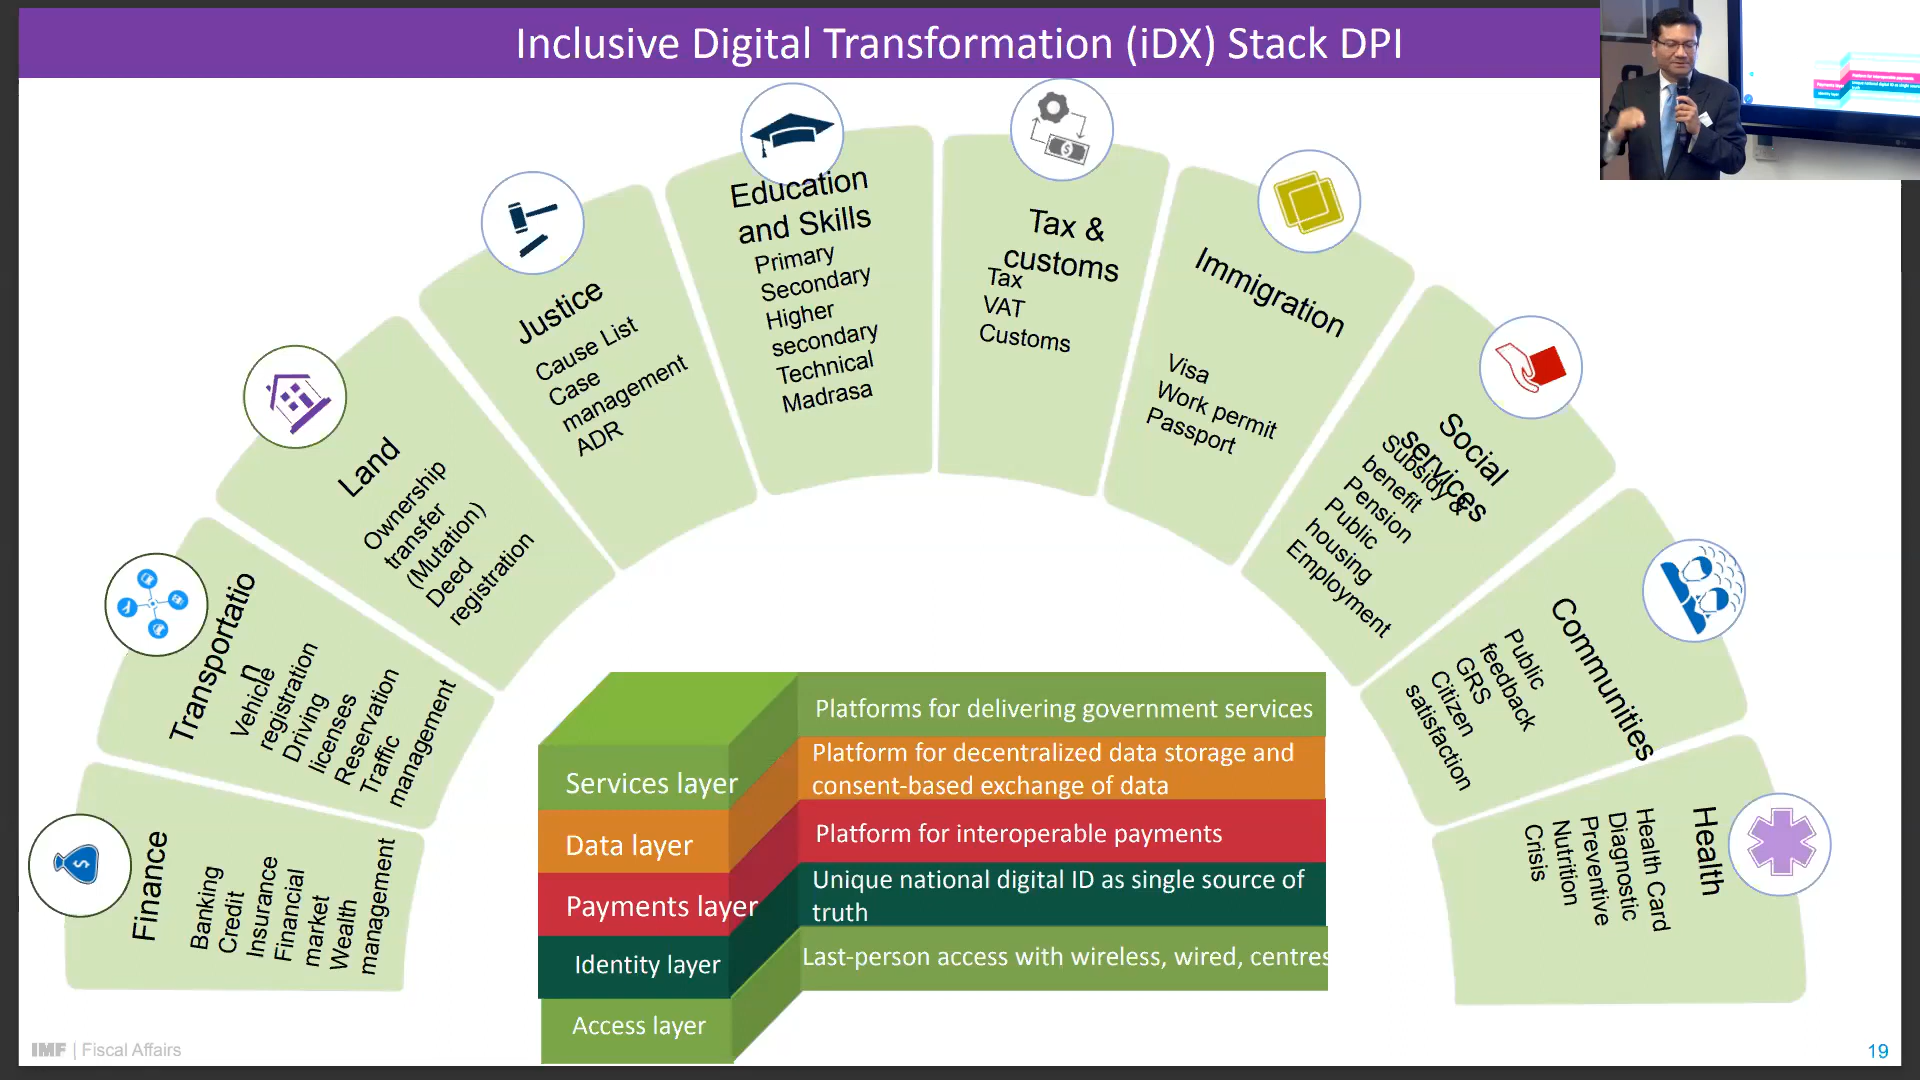 Inclusive Digital Transformation (iDX) Stack DPI
Finance
Banking
Credit
Insurance
Financial
market
Wealth
management
Transportatio
n
Vehicle
registration
Driving
licenses
Reservation
Traffic
management
Land
Ownership
transfer
(Mutation)
Deed
registration
Justice
Cause List
Case
management
ADR
Education
and Skills
Primary
Secondary
Higher
secondary
Technical
Madrasa
Tax &
customs
Tax
VAT
Customs
Immigration
Visa
Work permit
Passport
Social
services
Subsidy &
benefit
Pension
Public
housing
Employment
Communities
Public
feedback
GRS
Citizen
satisfaction
Health
Health Card
Diagnostic
Preventive
Nutrition
Crisis
Services layer
Platforms for delivering government services
Data layer
Platform for decentralized data storage and
consent-based exchange of data
Payments layer
Platform for interoperable payments
Identity layer
Unique national digital ID as single source of
truth
Access layer
Last-person access with wireless, wired, centres
IMF | Fiscal Affairs
19